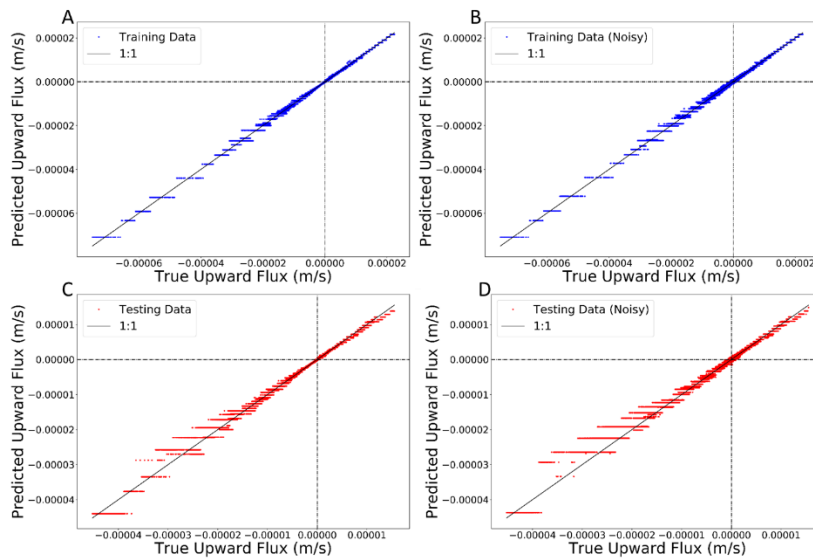 A
Training Data
1:1
0.00002
0.00000
−0.00002
−0.00004
−0.00006
Predicted Upward Flux (m/s)
−0.00006 −0.00004 −0.00002 0.00000 0.00002
True Upward Flux (m/s)
B
Training Data (Noisy)
1:1
0.00002
0.00000
−0.00002
−0.00004
−0.00006
Predicted Upward Flux (m/s)
−0.00006 −0.00004 −0.00002 0.00000 0.00002
True Upward Flux (m/s)
C
Testing Data
1:1
0.00001
0.00000
−0.00001
−0.00002
−0.00003
−0.00004
Predicted Upward Flux (m/s)
−0.00004 −0.00003 −0.00002 −0.00001 0.00000 0.00001
True Upward Flux (m/s)
D
Testing Data (Noisy)
1:1
0.00001
0.00000
−0.00001
−0.00002
−0.00003
−0.00004
Predicted Upward Flux (m/s)
−0.00004 −0.00003 −0.00002 −0.00001 0.00000 0.00001
True Upward Flux (m/s)